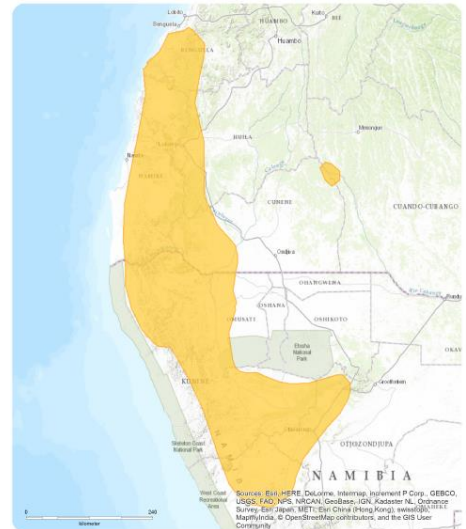 Lobito
Benguela
Kuito
BIE
HUAMBO
Huambo
BENGUELA
HUILA
Menongue
Namibe
NAMIBE
CUNENE
CUANDO-CUBANGO
Ondjiva
OHANGWENA
Rundu
OSHANA
OMUSATI
OSHIKOTO
OKAV
Etosha
National
Park
KUNENE
Grootfontein
OTJOZONDJUPA
Skeleton Coast
National Park
NAMIBIA
West Coast
Recreational
Area
0
240
kilometer
Sources: Esri, HERE, DeLorme, Intermap, increment P Corp., GEBCO,
USGS, FAO, NPS, NRCAN, GeoBase, IGN, Kadaster NL, Ordnance
Survey, Esri Japan, METI, Esri China (Hong Kong), swisstopo,
MapmyIndia, © OpenStreetMap contributors, and the GIS User
Community